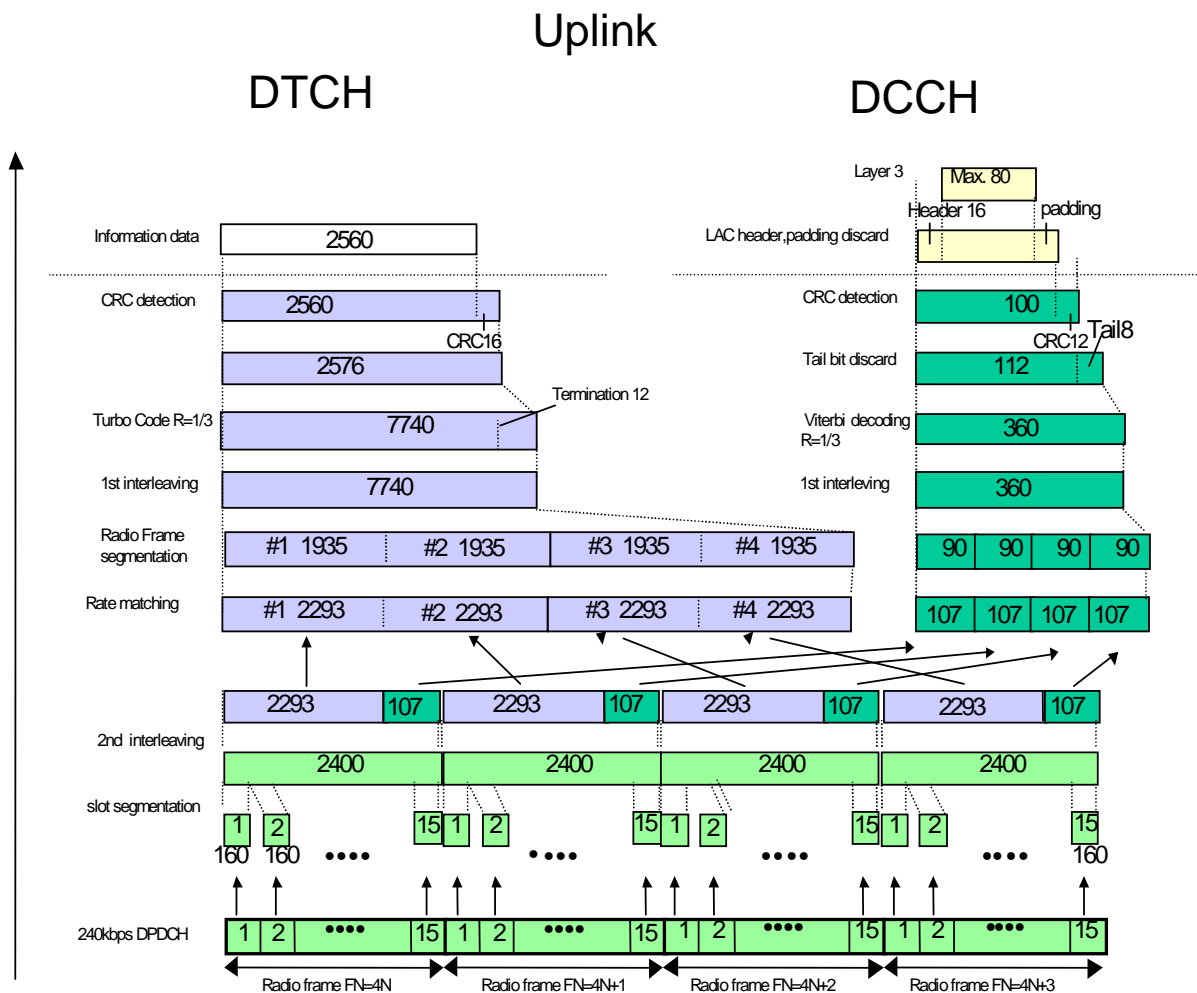 Uplink
DTCH
DCCH
Layer 3
Max. 80
Header 16
padding
Information data
2560
LAC header,padding discard
CRC detection
2560
CRC16
CRC detection
100
CRC12
Tail8
2576
Tail bit discard
112
Termination 12
Turbo Code R=1/3
7740
Viterbi decoding
R=1/3
360
1st interleaving
7740
1st interleving
360
Radio Frame
segmentation
#1 1935
#2 1935
#3 1935
#4 1935
90
90
90
90
Rate matching
#1 2293
#2 2293
#3 2293
#4 2293
107
107
107
107
2293
107
2293
107
2293
107
2293
107
2nd interleaving
2400
2400
2400
2400
slot segmentation
1
2
15
1
2
15
1
2
15
1
2
15
160
160
160
240kbps DPDCH
1
2
15
1
2
15
1
2
15
1
2
15
Radio frame FN=4N
Radio frame FN=4N+1
Radio frame FN=4N+2
Radio frame FN=4N+3